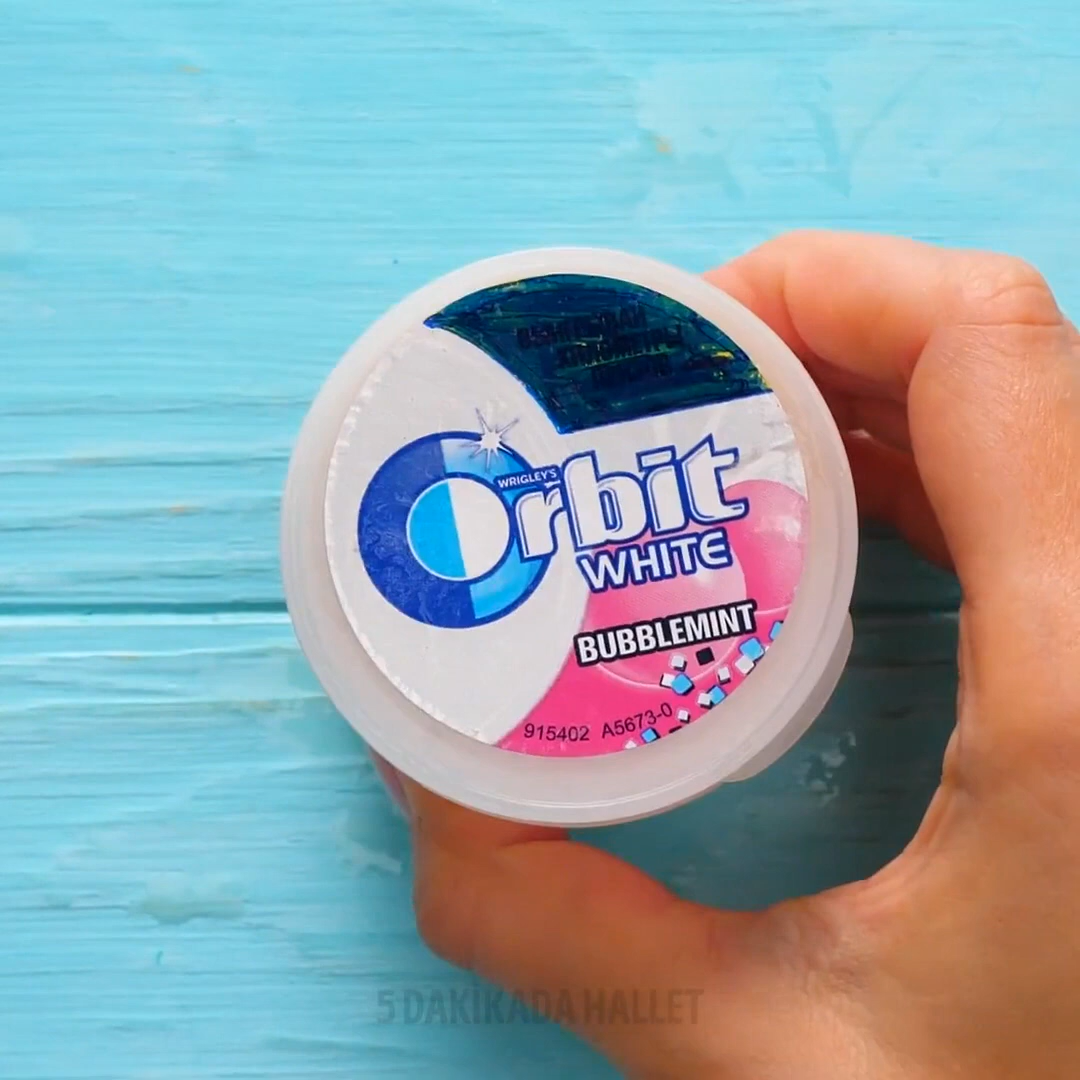 WRIGLEY'S
Orbit
WHITE
BUBBLEMINT
915402 A5673-0
5 DAKİKADA HALLET